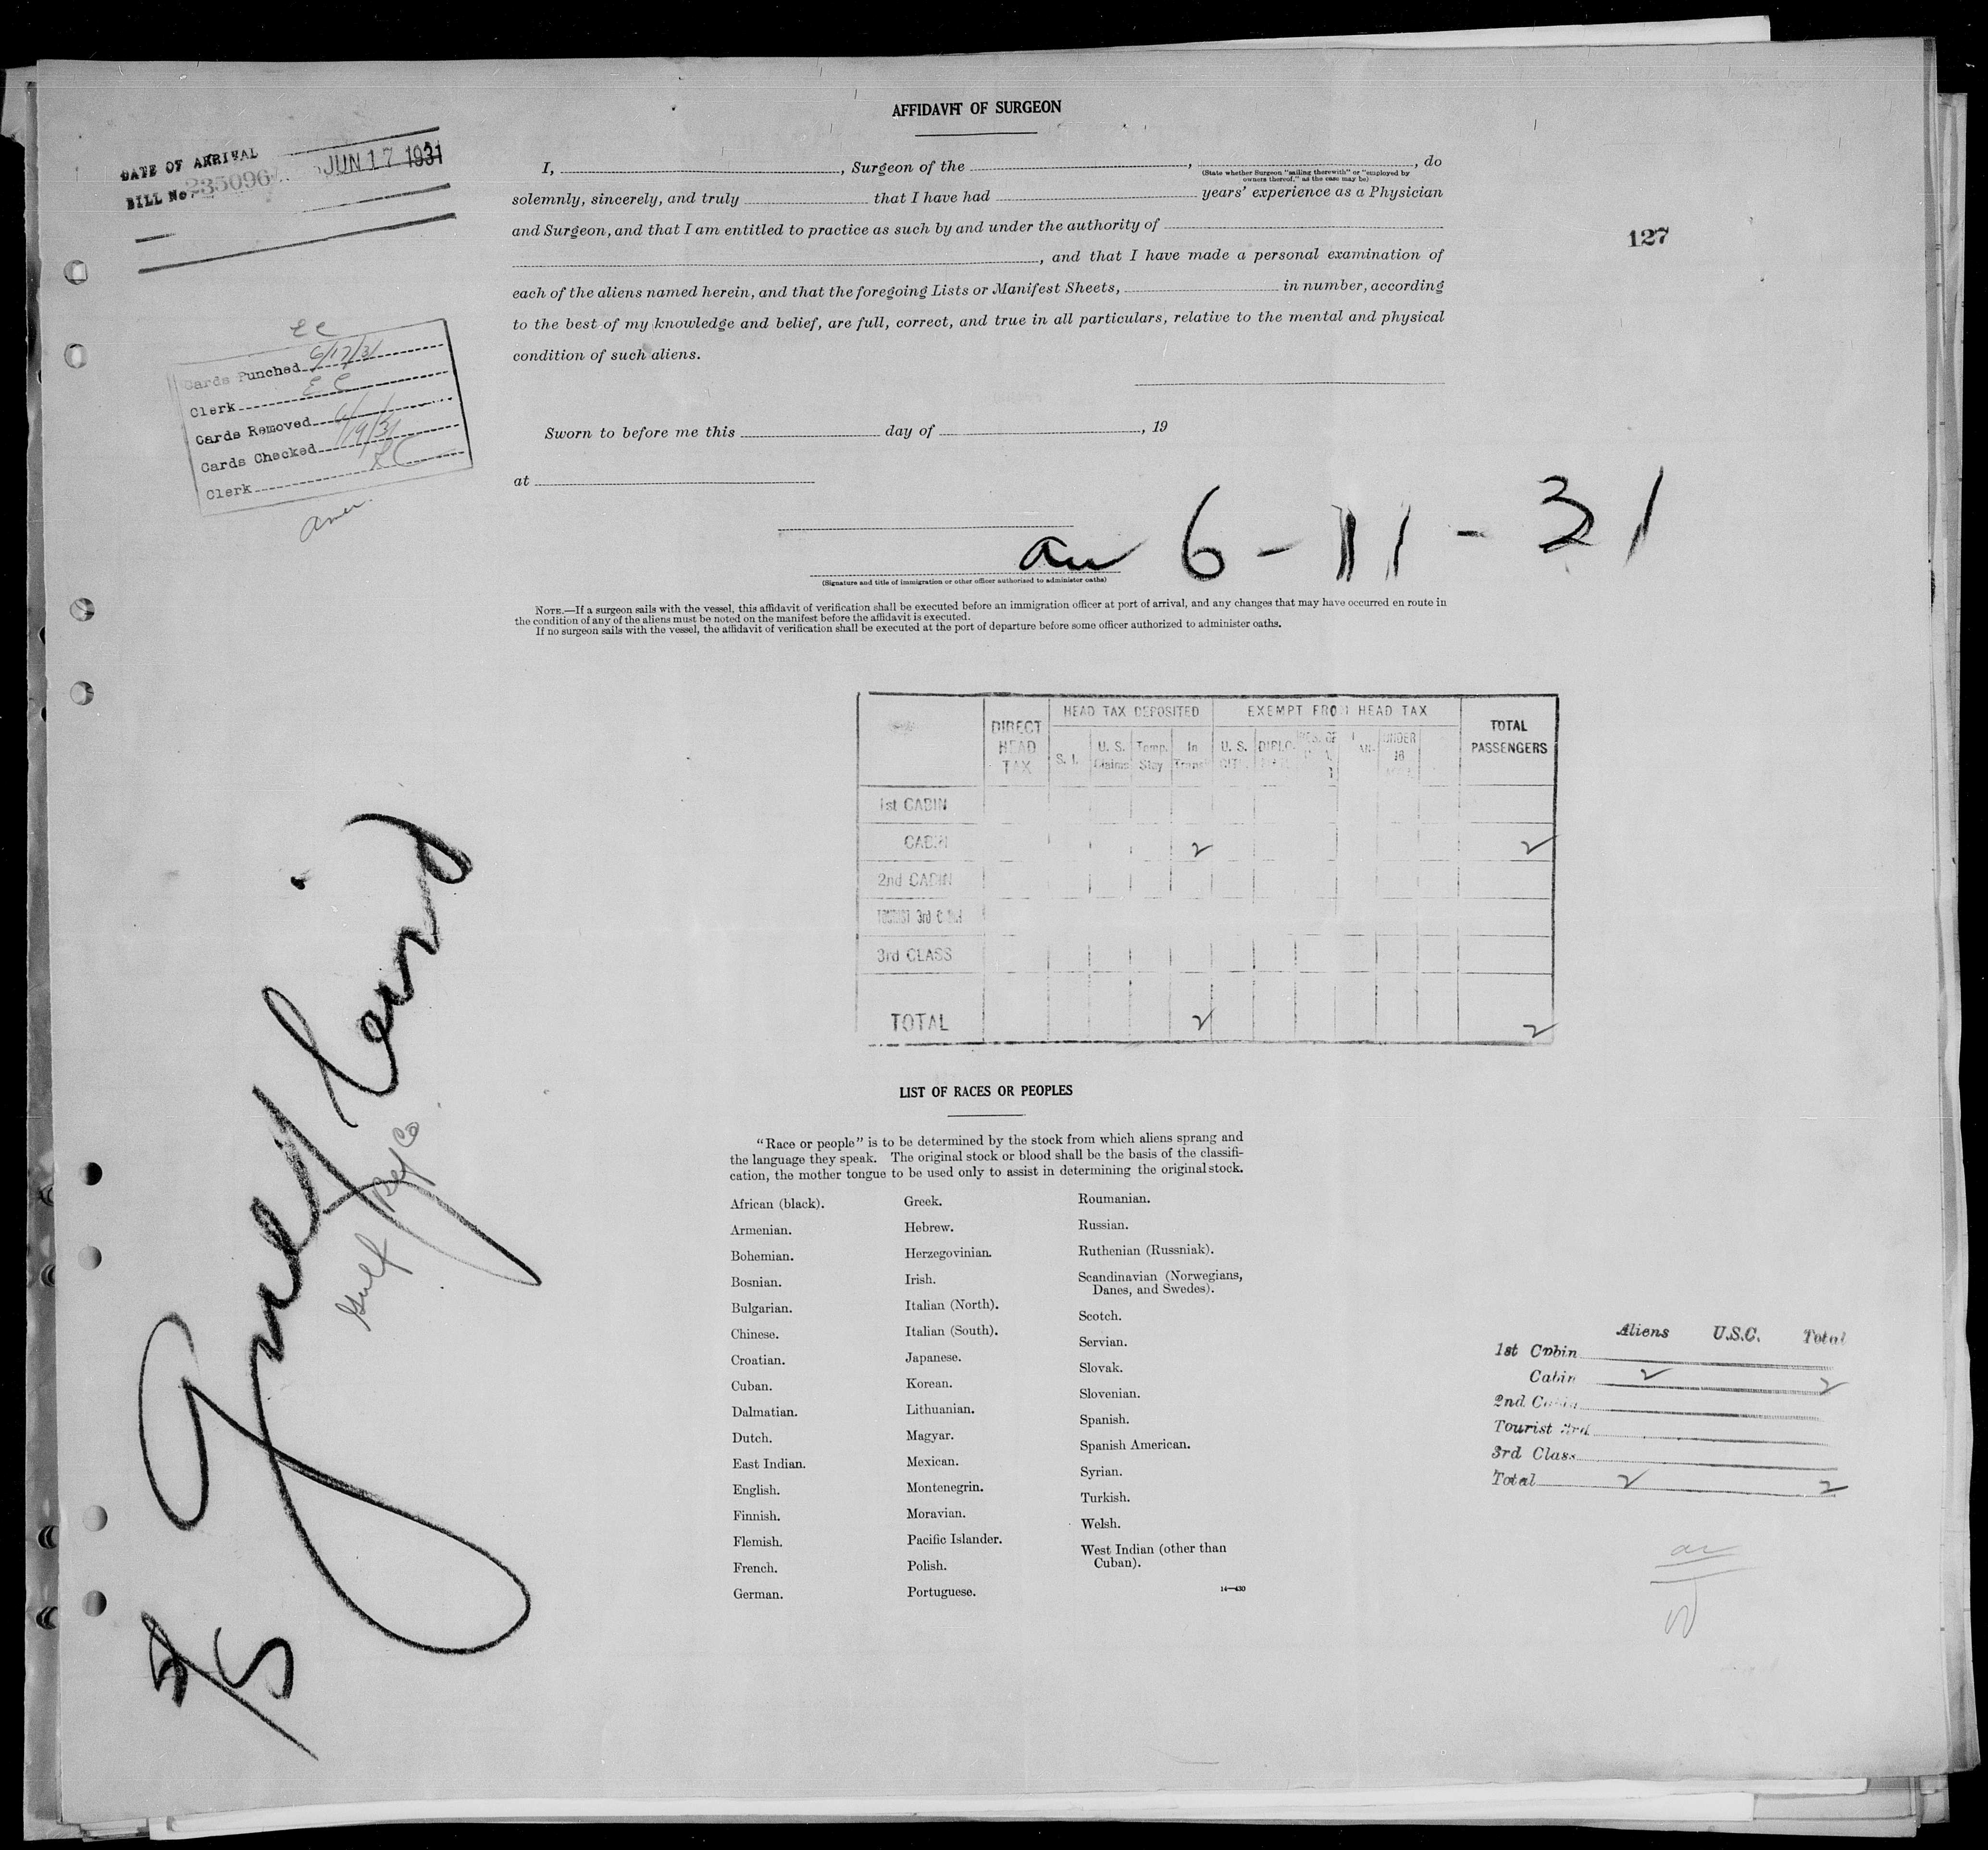 AFFIDAVIT OF SURGEON
DATE OF ARRIVAL JUN 17 1931
BILL No. 235096
I, , Surgeon of the , , do
(State whether Surgeon "sailing therewith" or "employed by
owners thereof," as the case may be)
solemnly, sincerely, and truly that I have had years' experience as a Physician
and Surgeon, and that I am entitled to practice as such by and under the authority of
, and that I have made a personal examination of
each of the aliens named herein, and that the foregoing Lists or Manifest Sheets, in number, according
to the best of my knowledge and belief, are full, correct, and true in all particulars, relative to the mental and physical
condition of such aliens.
127
EC
Cards Punched 6/17/31
Clerk EC
Cards Removed
Cards Checked 6/19/31
Clerk
Sworn to before me this day of , 19
at
6-11-31
(Signature and title of immigration or other officer authorized to administer oaths)
NOTE.—If a surgeon sails with the vessel, this affidavit of verification shall be executed before an immigration officer at port of arrival, and any changes that may have occurred en route in
the condition of any of the aliens must be noted on the manifest before the affidavit is executed.
If no surgeon sails with the vessel, the affidavit of verification shall be executed at the port of departure before some officer authorized to administer oaths.
DIRECT HEAD TAX
HEAD TAX DEPOSITED
EXEMPT FROM HEAD TAX
TOTAL PASSENGERS
S. I. U. S. Claims Temp. Stay In Transit U. S. UNDER 16
1st CABIN
CABIN 2 2
2nd CABIN
TOURIST 3rd CABIN
3rd CLASS
TOTAL 2 2
S/S Gulf
Gulf Ref Co
LIST OF RACES OR PEOPLES
"Race or people" is to be determined by the stock from which aliens sprang and
the language they speak. The original stock or blood shall be the basis of the classifi-
cation, the mother tongue to be used only to assist in determining the original stock.
African (black).
Armenian.
Bohemian.
Bosnian.
Bulgarian.
Chinese.
Croatian.
Cuban.
Dalmatian.
Dutch.
East Indian.
English.
Finnish.
Flemish.
French.
German.
Greek.
Hebrew.
Herzegovinian.
Irish.
Italian (North).
Italian (South).
Japanese.
Korean.
Lithuanian.
Magyar.
Mexican.
Montenegrin.
Moravian.
Pacific Islander.
Polish.
Portuguese.
Roumanian.
Russian.
Ruthenian (Russniak).
Scandinavian (Norwegians,
Danes, and Swedes).
Scotch.
Servian.
Slovak.
Slovenian.
Spanish.
Spanish American.
Syrian.
Turkish.
Welsh.
West Indian (other than
Cuban).
14—430
Aliens U.S.C. Total
1st Cabin
Cabin 2 2
2nd Cabin
Tourist 3rd
3rd Class
Total 2 2